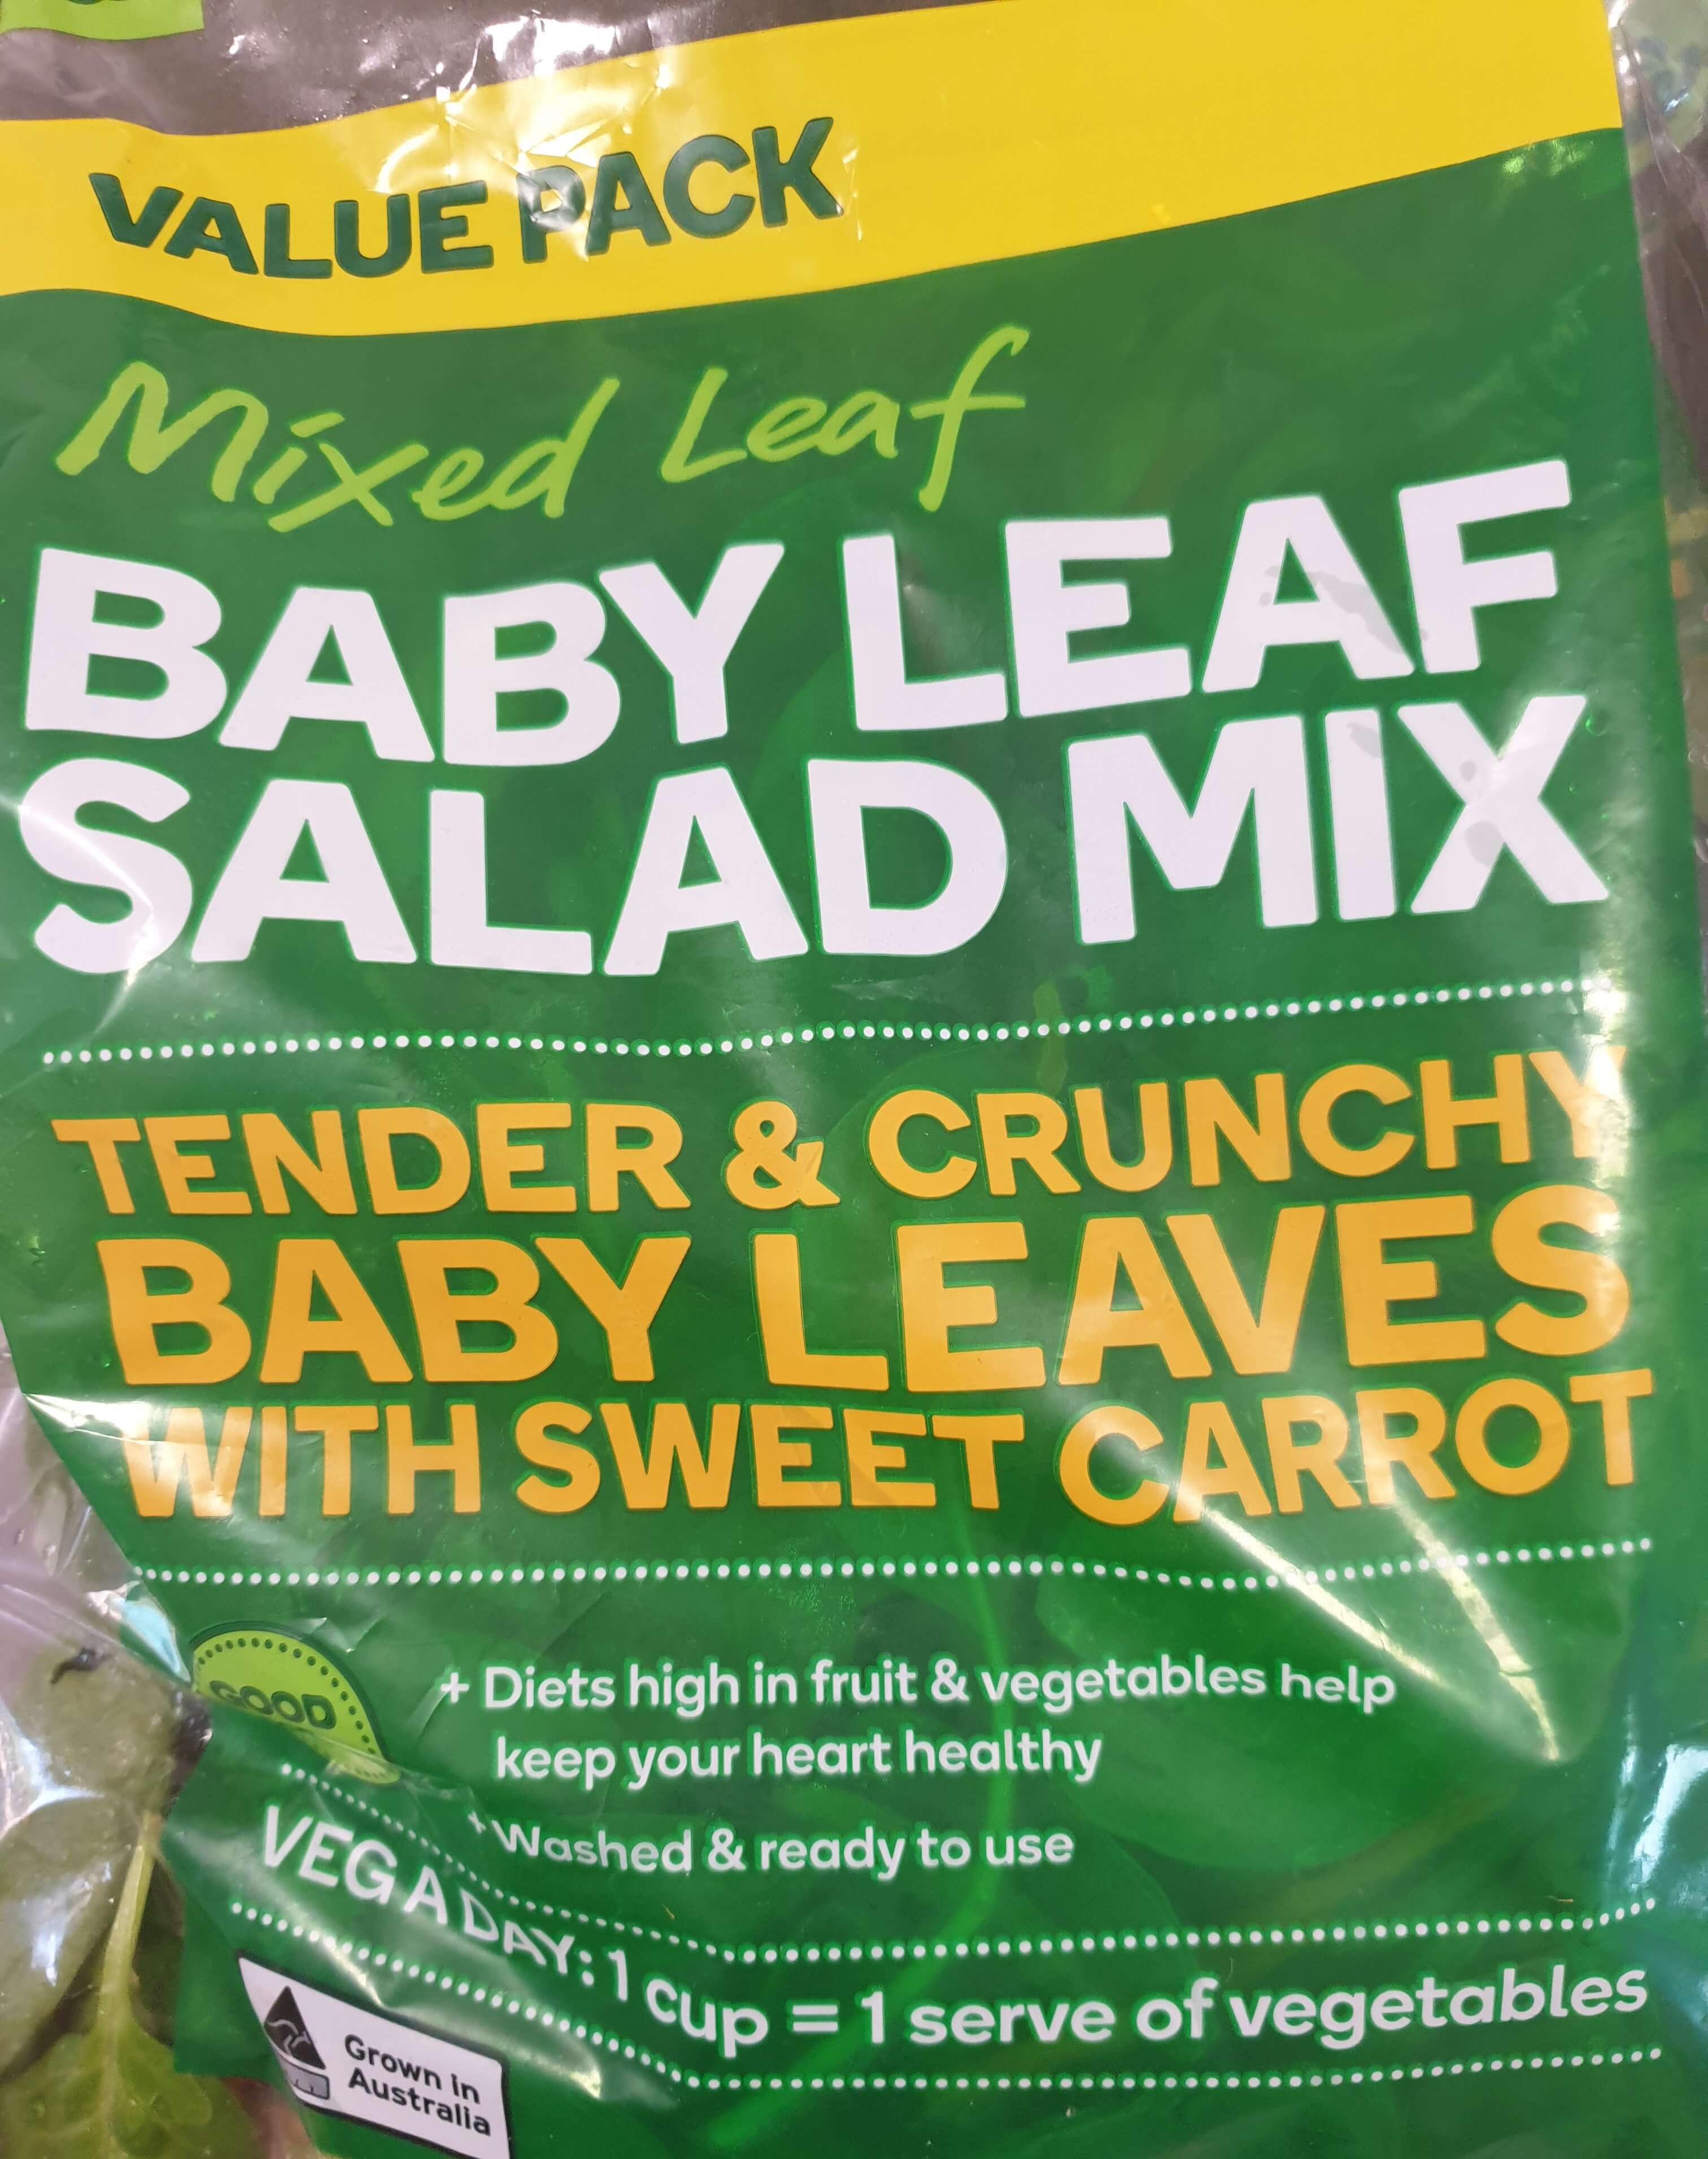 VALUE PACK
Mixed Leaf
BABY LEAF
SALAD MIX
TENDER & CRUNCHY
BABY LEAVES
WITH SWEET CARROT
GOOD
+ Diets high in fruit & vegetables help
keep your heart healthy
+ Washed & ready to use
VEG A DAY: 1 cup = 1 serve of vegetables
Grown in
Australia